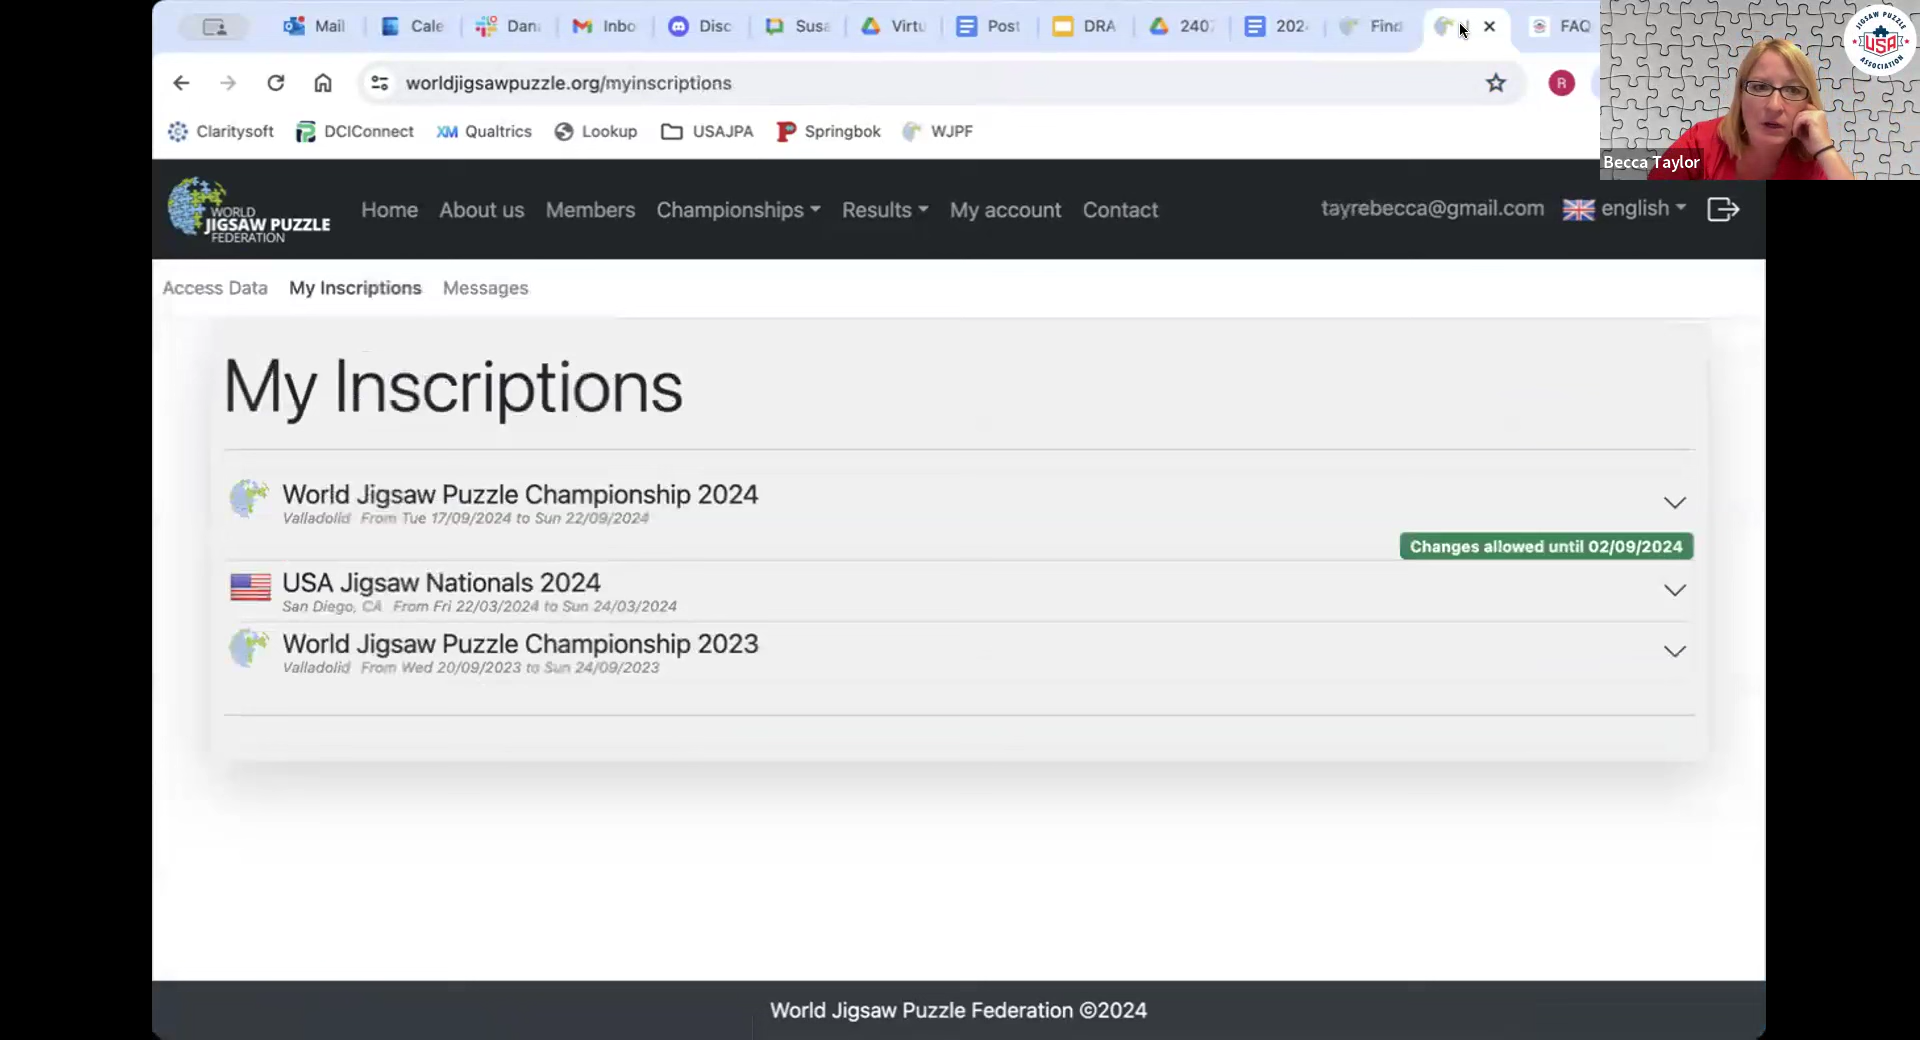 Mail
Cale
Dan
Inbo
Disc
Susa
Virtu
Post
DRA
240
202
Find
FAQ
worldjigsawpuzzle.org/myinscriptions
R
Claritysoft
DCIConnect
XM Qualtrics
Lookup
USAJPA
Springbok
WJPF
JIGSAW PUZZLE
USA
ASSOCIATION
Becca Taylor
WORLD
JIGSAW PUZZLE
FEDERATION
Home
About us
Members
Championships
Results
My account
Contact
tayrebecca@gmail.com
english
Access Data
My Inscriptions
Messages
My Inscriptions
World Jigsaw Puzzle Championship 2024
Valladolid From Tue 17/09/2024 to Sun 22/09/2024
Changes allowed until 02/09/2024
USA Jigsaw Nationals 2024
San Diego, CA From Fri 22/03/2024 to Sun 24/03/2024
World Jigsaw Puzzle Championship 2023
Valladolid From Wed 20/09/2023 to Sun 24/09/2023
World Jigsaw Puzzle Federation ©2024